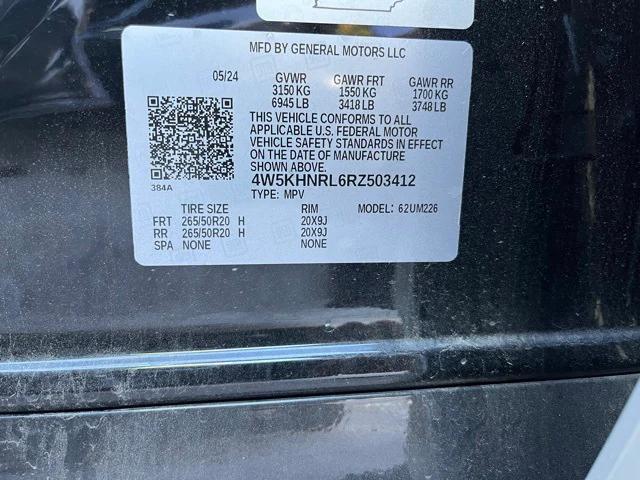 MFD BY GENERAL MOTORS LLC
05/24 GVWR GAWR FRT GAWR RR
3150 KG 1550 KG 1700 KG
6945 LB 3418 LB 3748 LB
THIS VEHICLE CONFORMS TO ALL
APPLICABLE U.S. FEDERAL MOTOR
VEHICLE SAFETY STANDARDS IN EFFECT
ON THE DATE OF MANUFACTURE
SHOWN ABOVE.
384A 4W5KHNRL6RZ503412
TYPE: MPV
TIRE SIZE RIM MODEL: 62UM226
FRT 265/50R20 H 20X9J
RR 265/50R20 H 20X9J
SPA NONE NONE